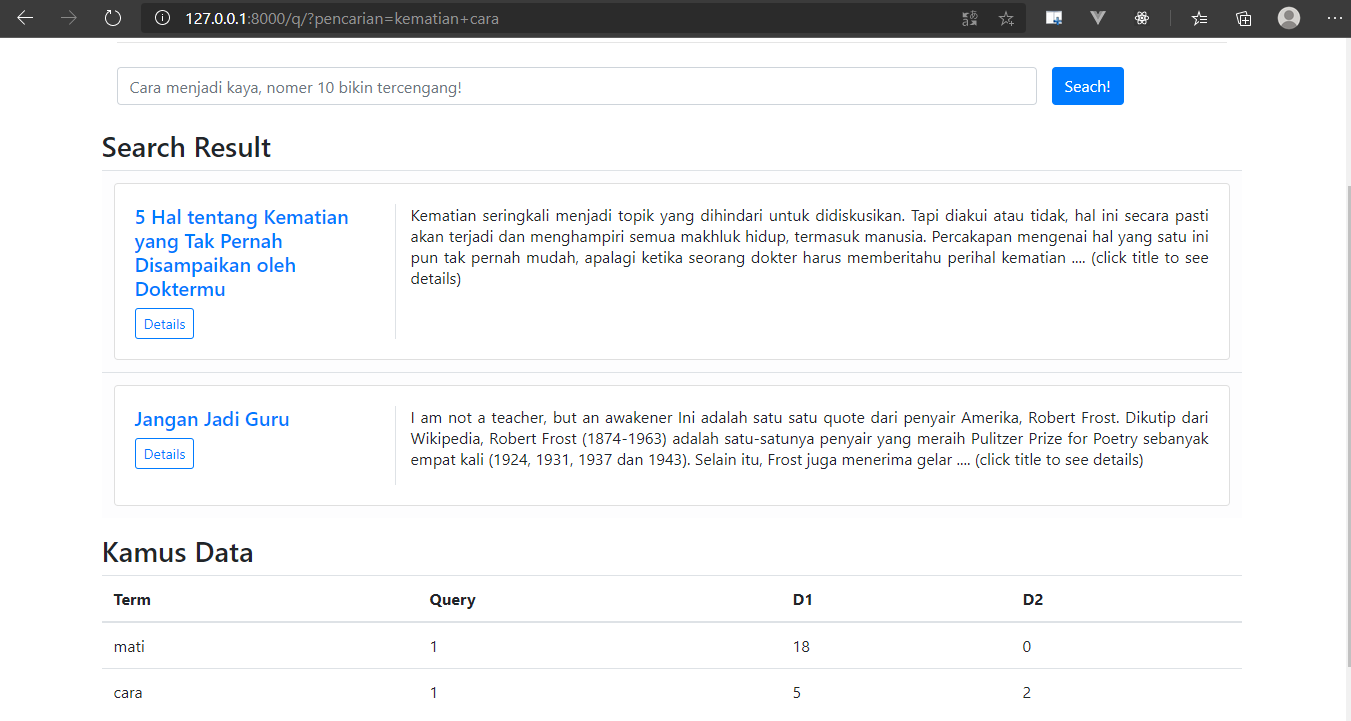 127.0.0.1:8000/q/?pencarian=kematian+cara
Cara menjadi kaya, nomer 10 bikin tercengang!
Seach!
Search Result
5 Hal tentang Kematian
yang Tak Pernah
Disampaikan oleh
Doktermu
Details
Kematian seringkali menjadi topik yang dihindari untuk didiskusikan. Tapi diakui atau tidak, hal ini secara pasti
akan terjadi dan menghampiri semua makhluk hidup, termasuk manusia. Percakapan mengenai hal yang satu ini
pun tak pernah mudah, apalagi ketika seorang dokter harus memberitahu perihal kematian .... (click title to see
details)
Jangan Jadi Guru
Details
I am not a teacher, but an awakener Ini adalah satu satu quote dari penyair Amerika, Robert Frost. Dikutip dari
Wikipedia, Robert Frost (1874-1963) adalah satu-satunya penyair yang meraih Pulitzer Prize for Poetry sebanyak
empat kali (1924, 1931, 1937 dan 1943). Selain itu, Frost juga menerima gelar .... (click title to see details)
Kamus Data
Term Query D1 D2
mati 1 18 0
cara 1 5 2